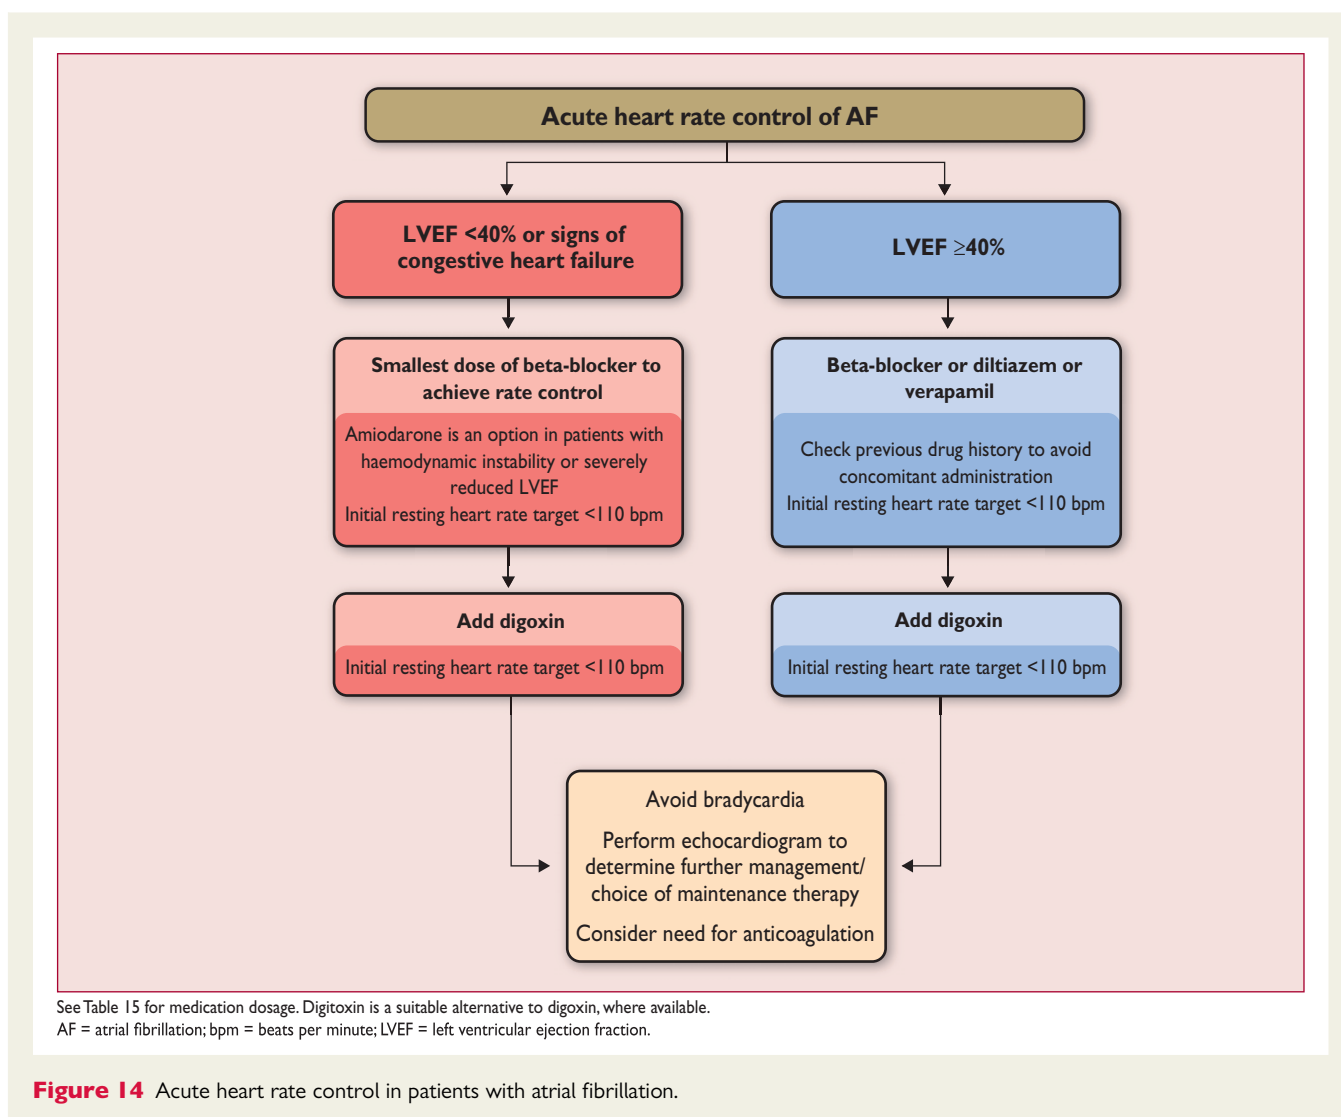 Acute heart rate control of AF
LVEF <40% or signs of
congestive heart failure
LVEF ≥40%
Smallest dose of beta-blocker to
achieve rate control
Amiodarone is an option in patients with
haemodynamic instability or severely
reduced LVEF
Initial resting heart rate target <110 bpm
Beta-blocker or diltiazem or
verapamil
Check previous drug history to avoid
concomitant administration
Initial resting heart rate target <110 bpm
Add digoxin
Initial resting heart rate target <110 bpm
Add digoxin
Initial resting heart rate target <110 bpm
Avoid bradycardia
Perform echocardiogram to
determine further management/
choice of maintenance therapy
Consider need for anticoagulation
See Table 15 for medication dosage. Digitoxin is a suitable alternative to digoxin, where available.
AF = atrial fibrillation; bpm = beats per minute; LVEF = left ventricular ejection fraction.
Figure 14 Acute heart rate control in patients with atrial fibrillation.